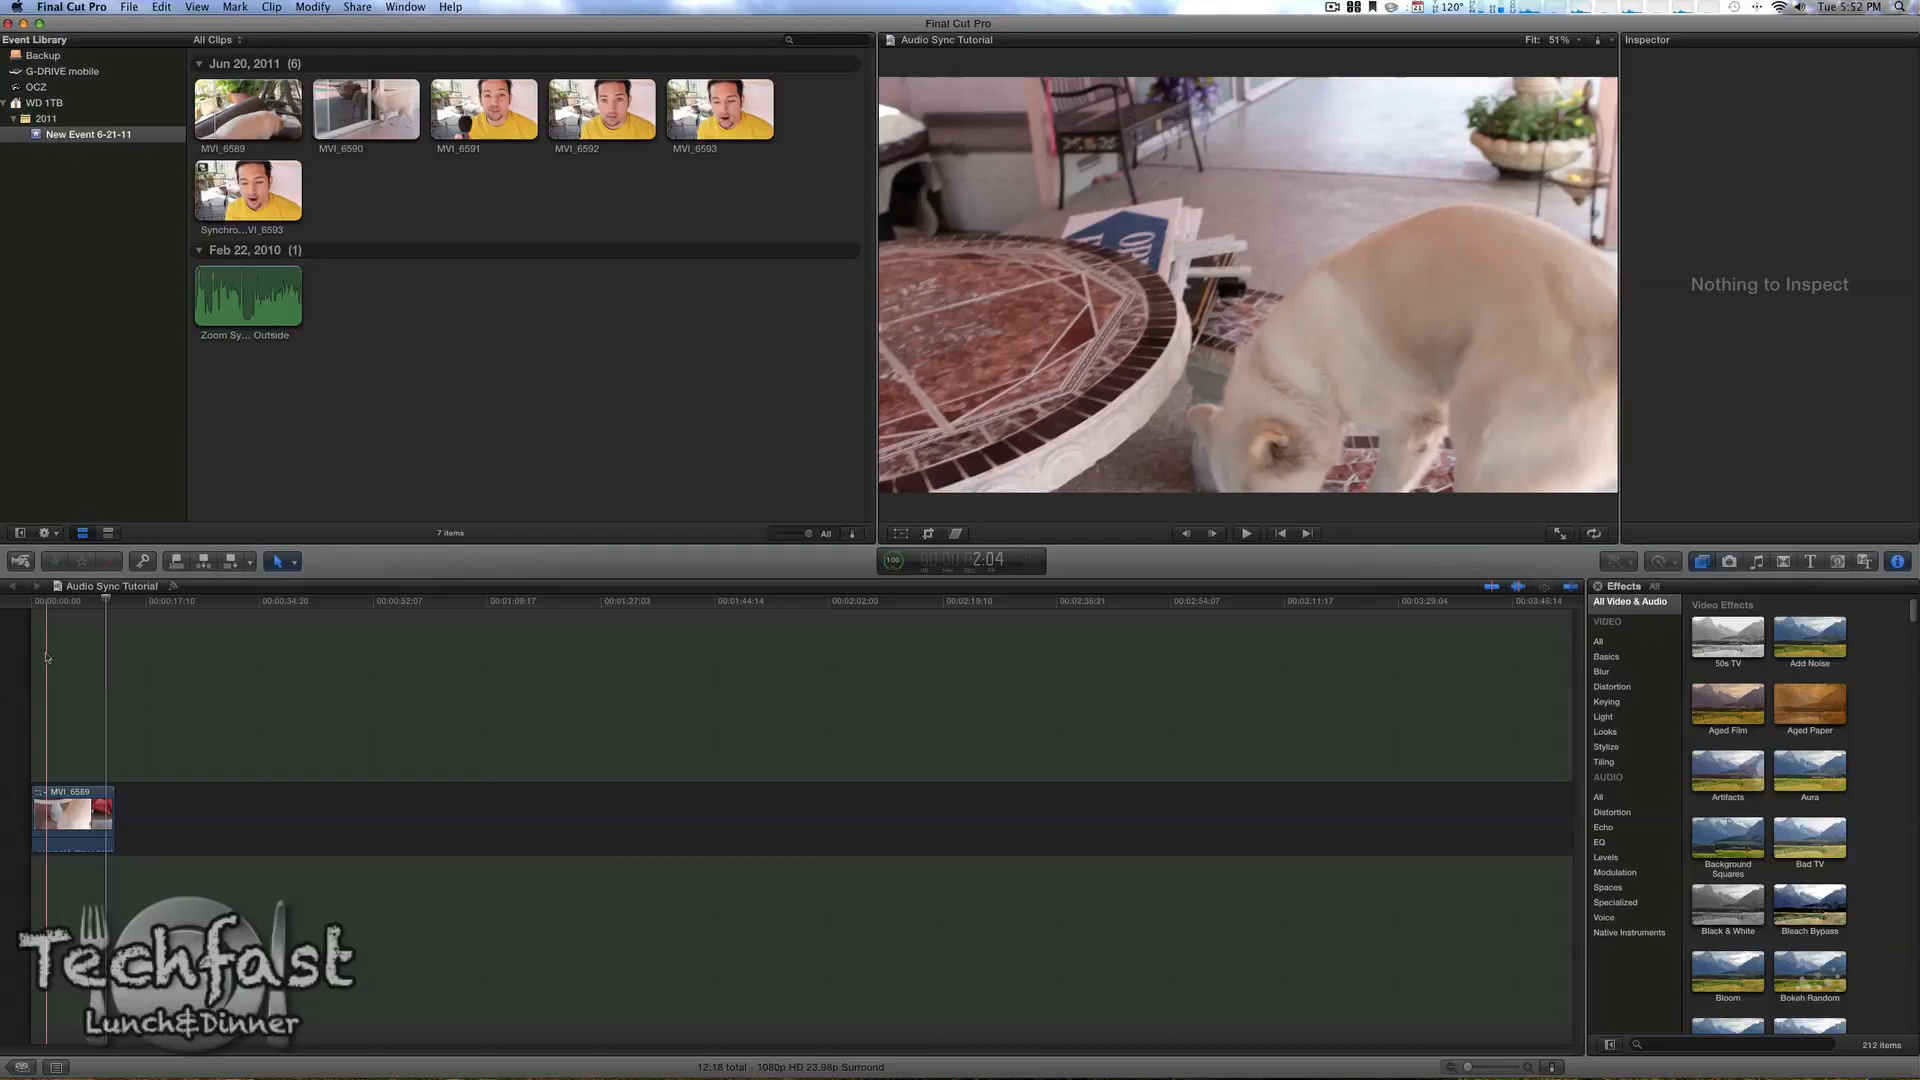 Final Cut Pro File Edit View Mark Clip Modify Share Window Help
120° Tue 5:52 PM
Final Cut Pro
Event Library
All Clips
Audio Sync Tutorial
Fit: 51%
Inspector
Backup
G-DRIVE mobile
OCZ
WD 1TB
2011
New Event 6-21-11
Jun 20, 2011 (6)
MVI_6589
MVI_6590
MVI_6591
MVI_6592
MVI_6593
Synchro...VI_6593
Feb 22, 2010 (1)
Zoom Sy... Outside
Nothing to Inspect
7 items
All
100
2:04
Audio Sync Tutorial
00:00:00:00
00:00:17:10
00:00:34:20
00:00:52:07
00:01:09:17
00:01:27:03
00:01:44:14
00:02:02:00
00:02:19:10
00:02:36:21
00:02:54:07
00:03:11:17
00:03:29:04
00:03:46:14
MVI_6589
Effects All
All Video & Audio
VIDEO
All
Basics
Blur
Distortion
Keying
Light
Looks
Stylize
Tiling
AUDIO
All
Distortion
Echo
EQ
Levels
Modulation
Spaces
Specialized
Voice
Native Instruments
Video Effects
50s TV
Add Noise
Aged Film
Aged Paper
Artifacts
Aura
Background
Squares
Bad TV
Black & White
Bleach Bypass
Bloom
Bokeh Random
212 items
Techfast
Lunch&Dinner
12:18 total - 1080p HD 23.98p Surround